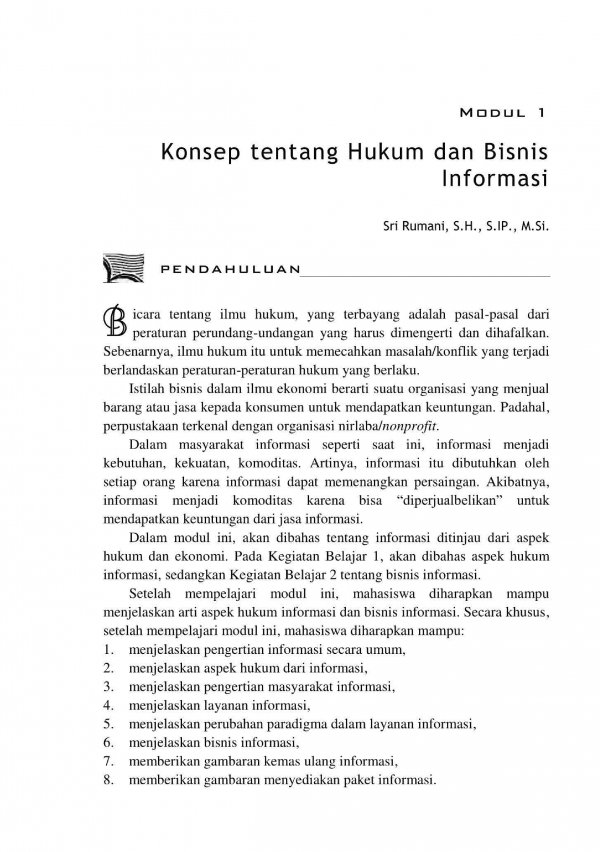 Modul 1
Konsep tentang Hukum dan Bisnis
Informasi
Sri Rumani, S.H., S.IP., M.Si.
PENDAHULUAN
Bicara tentang ilmu hukum, yang terbayang adalah pasal-pasal dari
peraturan perundang-undangan yang harus dimengerti dan dihafalkan.
Sebenarnya, ilmu hukum itu untuk memecahkan masalah/konflik yang terjadi
berlandaskan peraturan-peraturan hukum yang berlaku.
Istilah bisnis dalam ilmu ekonomi berarti suatu organisasi yang menjual
barang atau jasa kepada konsumen untuk mendapatkan keuntungan. Padahal,
perpustakaan terkenal dengan organisasi nirlaba/nonprofit.
Dalam masyarakat informasi seperti saat ini, informasi menjadi
kebutuhan, kekuatan, komoditas. Artinya, informasi itu dibutuhkan oleh
setiap orang karena informasi dapat memenangkan persaingan. Akibatnya,
informasi menjadi komoditas karena bisa “diperjualbelikan” untuk
mendapatkan keuntungan dari jasa informasi.
Dalam modul ini, akan dibahas tentang informasi ditinjau dari aspek
hukum dan ekonomi. Pada Kegiatan Belajar 1, akan dibahas aspek hukum
informasi, sedangkan Kegiatan Belajar 2 tentang bisnis informasi.
Setelah mempelajari modul ini, mahasiswa diharapkan mampu
menjelaskan arti aspek hukum informasi dan bisnis informasi. Secara khusus,
setelah mempelajari modul ini, mahasiswa diharapkan mampu:
1. menjelaskan pengertian informasi secara umum,
2. menjelaskan aspek hukum dari informasi,
3. menjelaskan pengertian masyarakat informasi,
4. menjelaskan layanan informasi,
5. menjelaskan perubahan paradigma dalam layanan informasi,
6. menjelaskan bisnis informasi,
7. memberikan gambaran kemas ulang informasi,
8. memberikan gambaran menyediakan paket informasi.